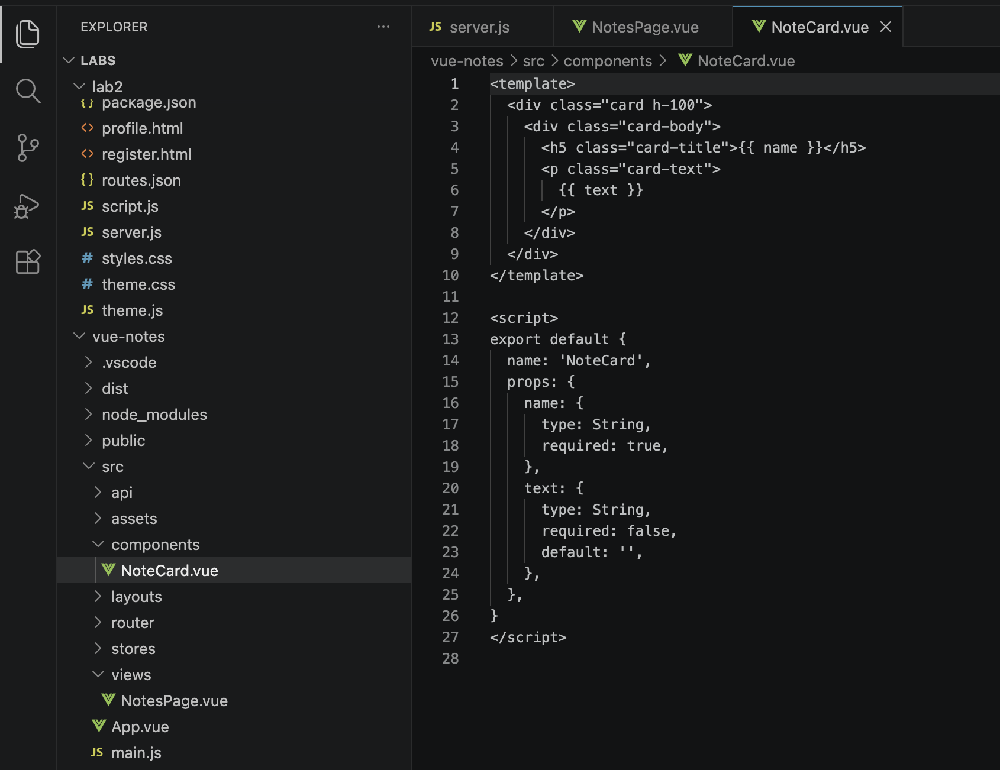 EXPLORER
LABS
lab2
package.json
profile.html
register.html
{} routes.json
JS script.js
JS server.js
# styles.css
# theme.css
JS theme.js
vue-notes
.vscode
dist
node_modules
public
src
api
assets
components
NoteCard.vue
layouts
router
stores
views
NotesPage.vue
App.vue
JS main.js
JS server.js NotesPage.vue NoteCard.vue
vue-notes > src > components > NoteCard.vue
1 <template>
2 <div class="card h-100">
3 <div class="card-body">
4 <h5 class="card-title">{{ name }}</h5>
5 <p class="card-text">
6 {{ text }}
7 </p>
8 </div>
9 </div>
10 </template>
11
12 <script>
13 export default {
14 name: 'NoteCard',
15 props: {
16 name: {
17 type: String,
18 required: true,
19 },
20 text: {
21 type: String,
22 required: false,
23 default: '',
24 },
25 },
26 }
27 </script>
28